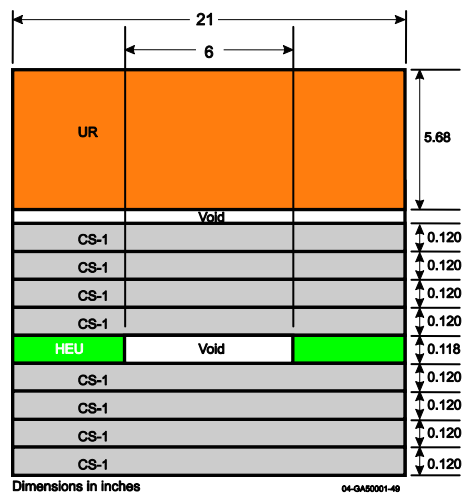 21
6
UR
5.68
Void
CS-1 0.120
CS-1 0.120
CS-1 0.120
CS-1 0.120
HEU Void 0.118
CS-1 0.120
CS-1 0.120
CS-1 0.120
CS-1 0.120
Dimensions in inches 04-GA50001-49